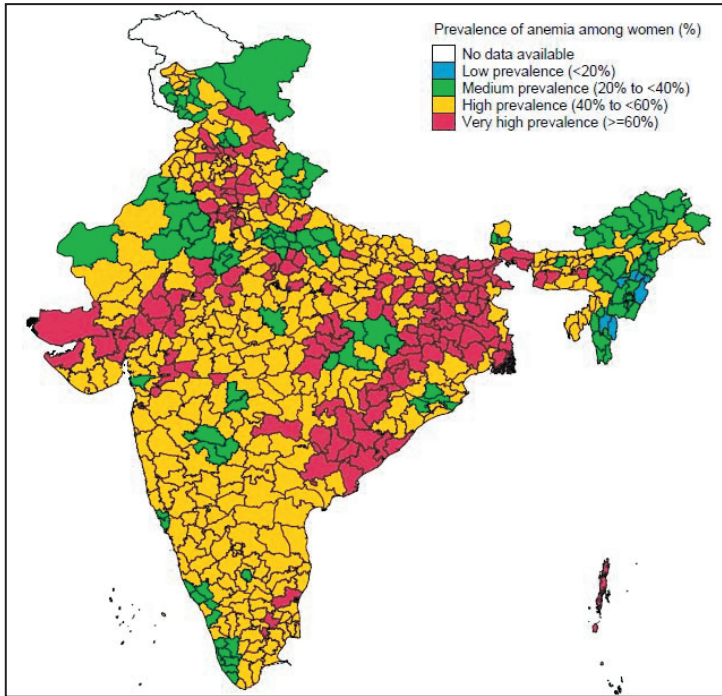 Prevalence of anemia among women (%)
No data available
Low prevalence (<20%)
Medium prevalence (20% to <40%)
High prevalence (40% to <60%)
Very high prevalence (>=60%)